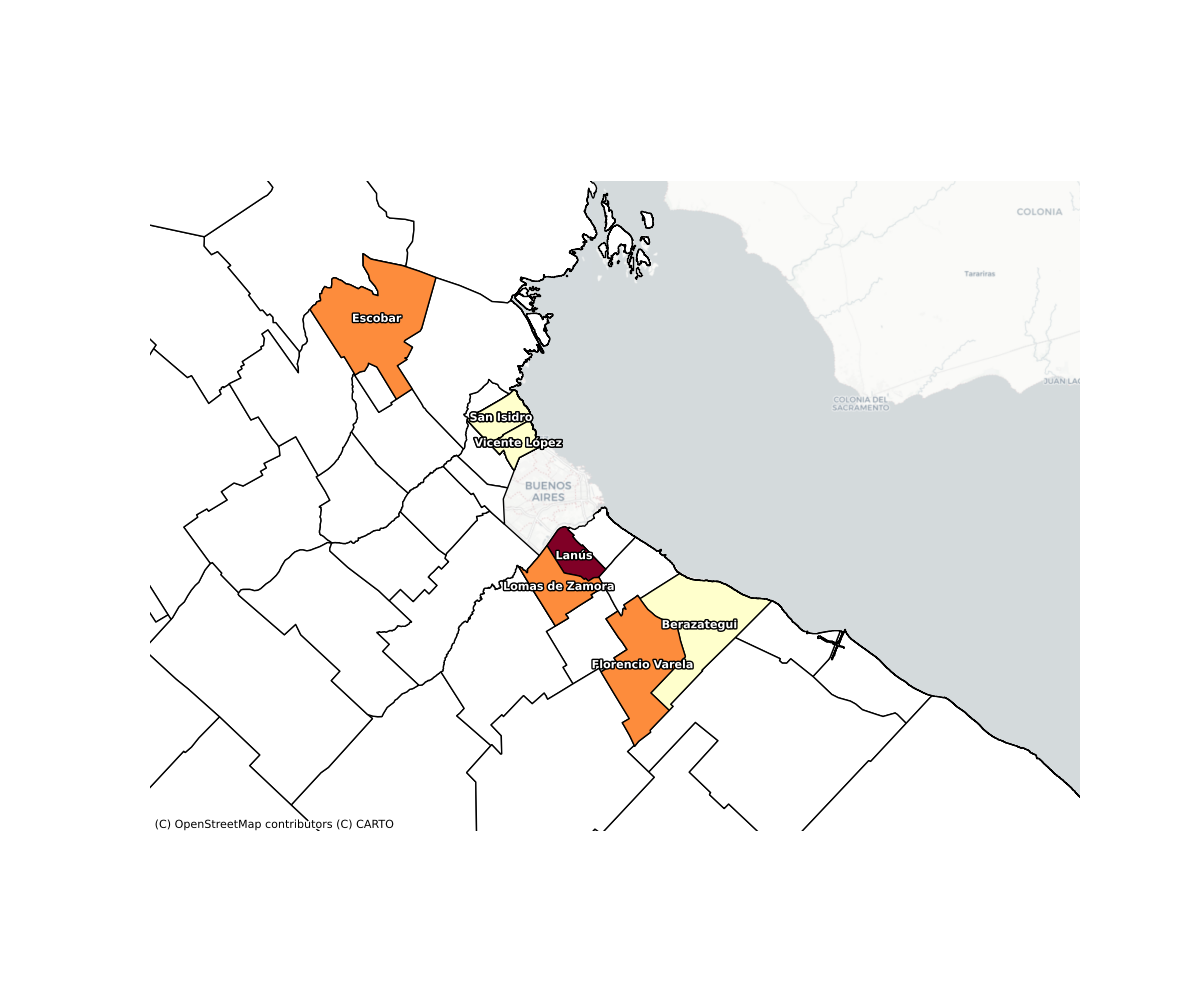 COLONIA
Tarariras
Escobar
JUAN LAC
COLONIA DEL
SACRAMENTO
San Isidro
Vicente López
BUENOS
AIRES
Lanús
Lomas de Zamora
Berazategui
Florencio Varela
(C) OpenStreetMap contributors (C) CARTO